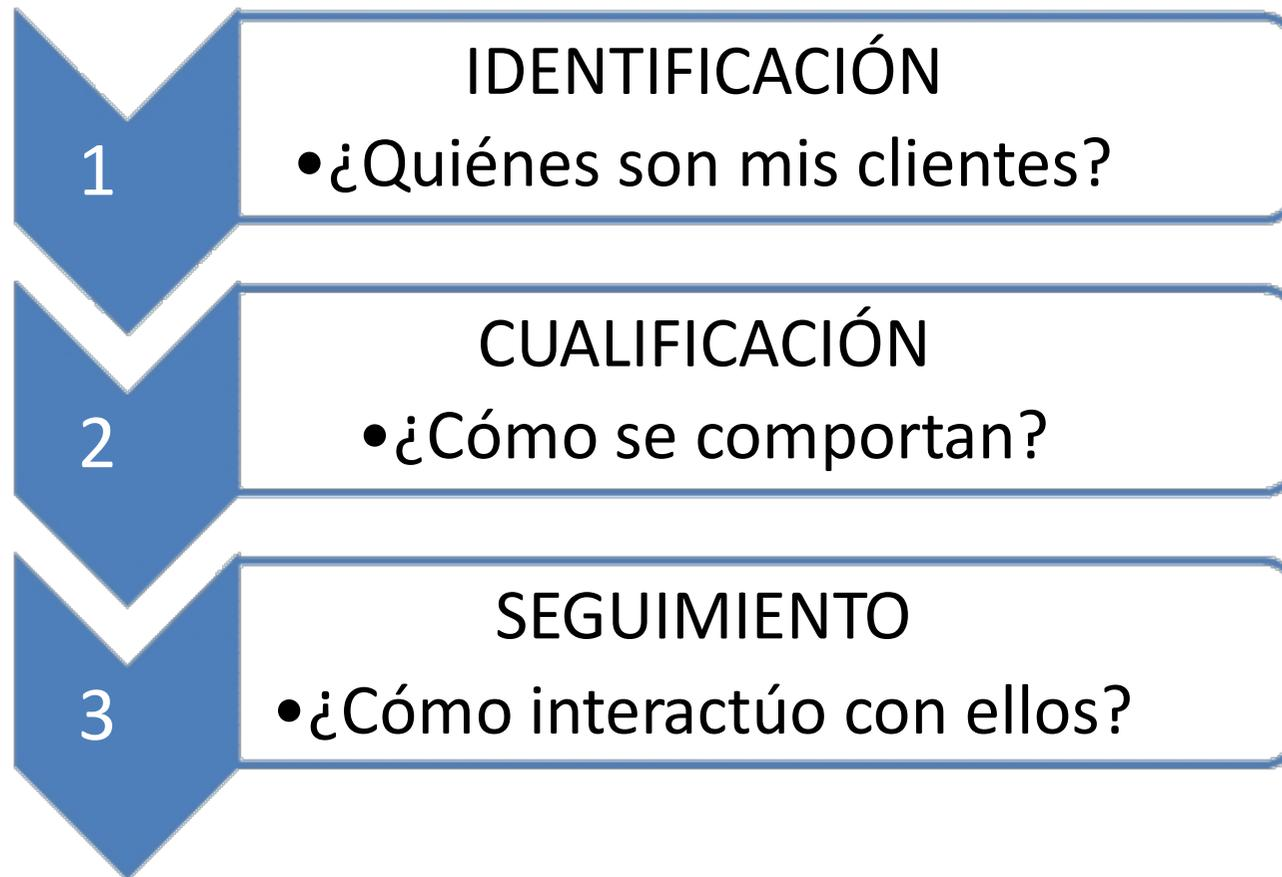 1
IDENTIFICACIÓN
•¿Quiénes son mis clientes?
2
CUALIFICACIÓN
•¿Cómo se comportan?
3
SEGUIMIENTO
•¿Cómo interactúo con ellos?